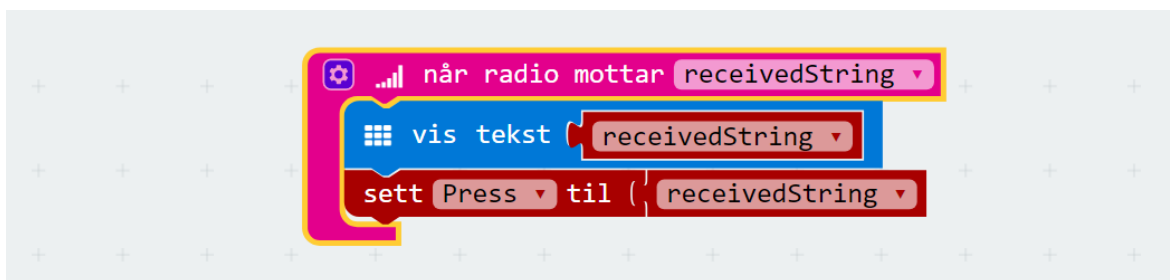 når radio mottar receivedString
vis tekst receivedString
sett Press til ( receivedString